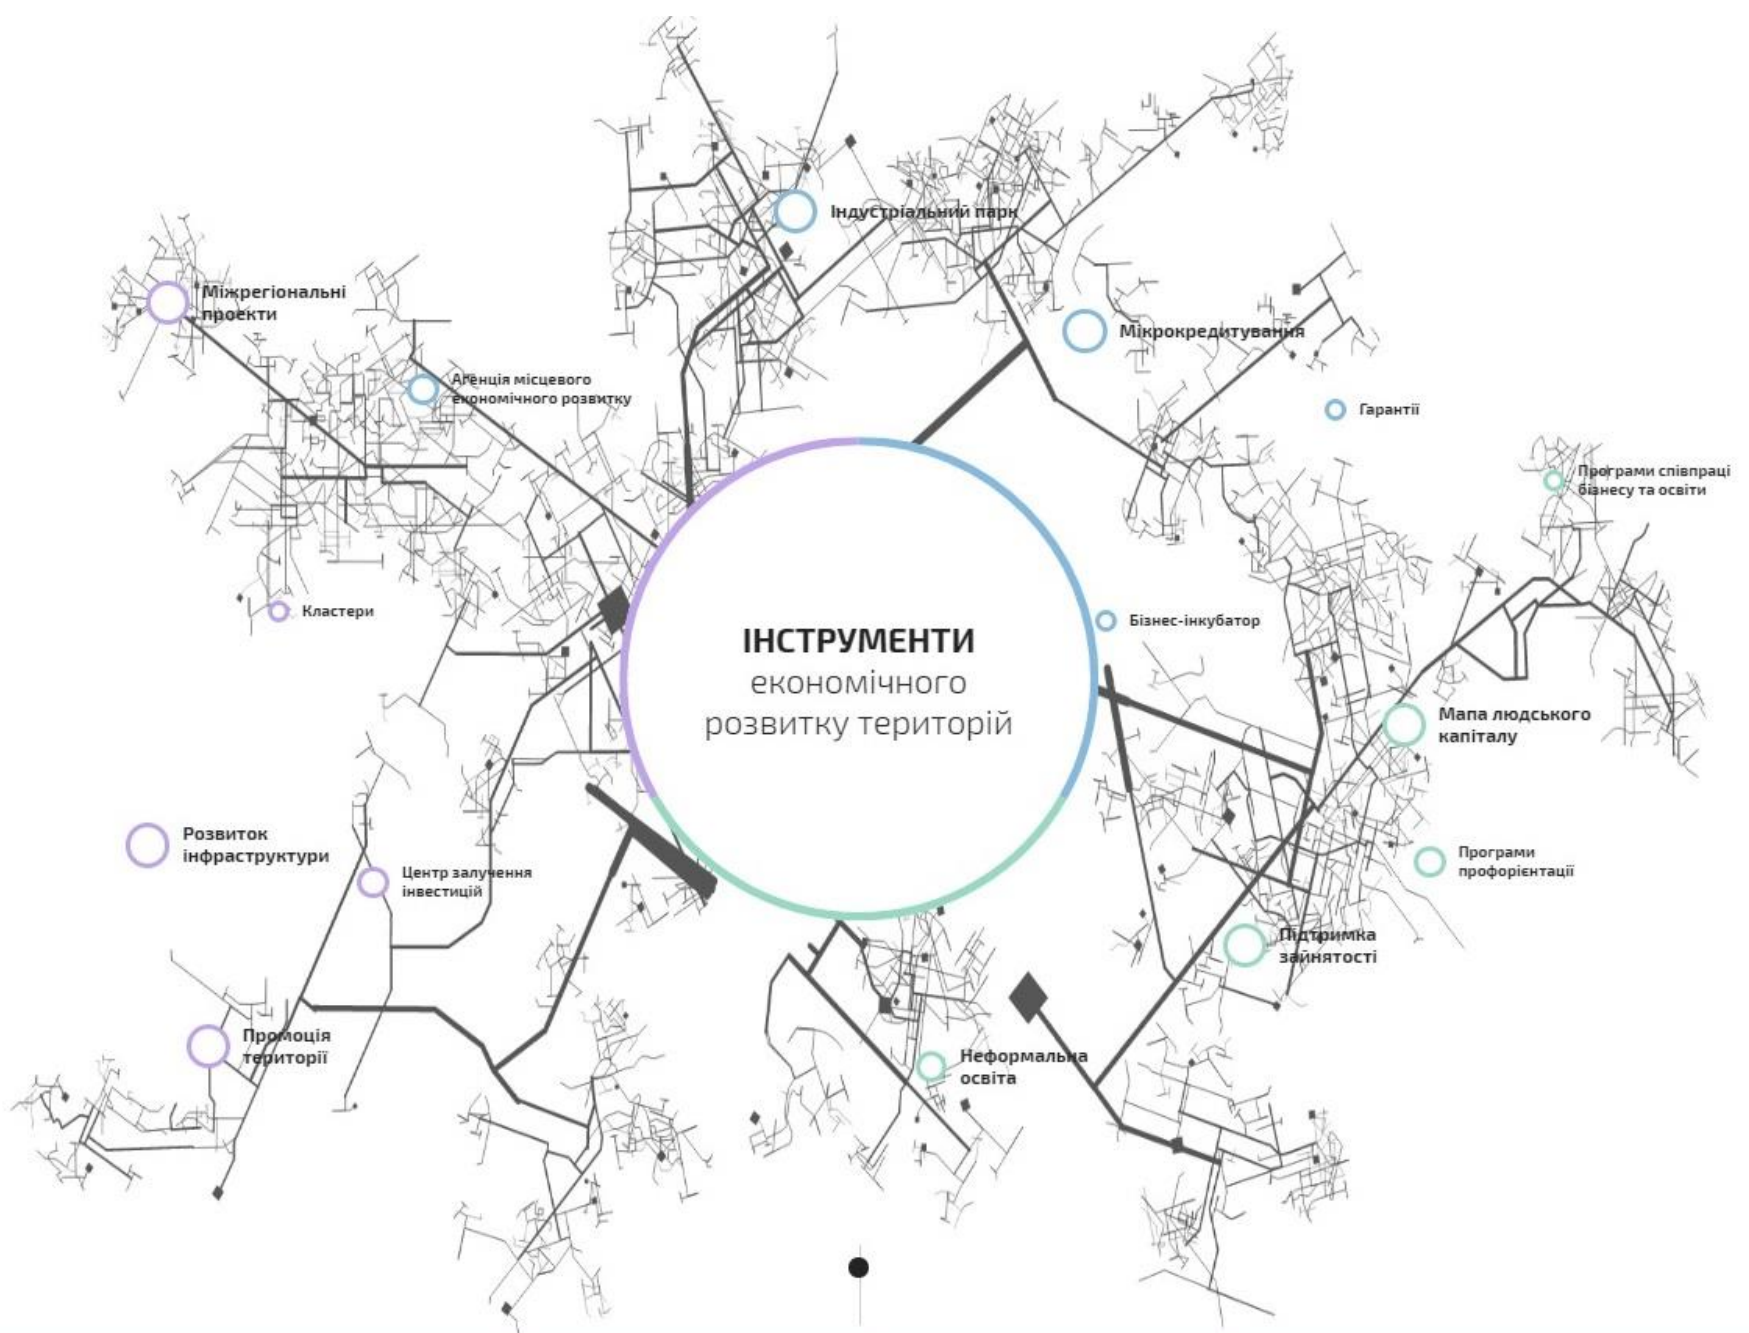 Індустріальний парк
Міжрегіональні
проекти
Мікрокредитування
Агенція місцевого
економічного розвитку
Гарантії
Програми співпраці
бізнесу та освіти
Кластери
Бізнес-інкубатор
ІНСТРУМЕНТИ
економічного
розвитку територій
Мапа людського
капіталу
Розвиток
інфраструктури
Програми
профорієнтації
Центр залучення
інвестицій
Підтримка
зайнятості
Промоція
території
Неформальна
освіта